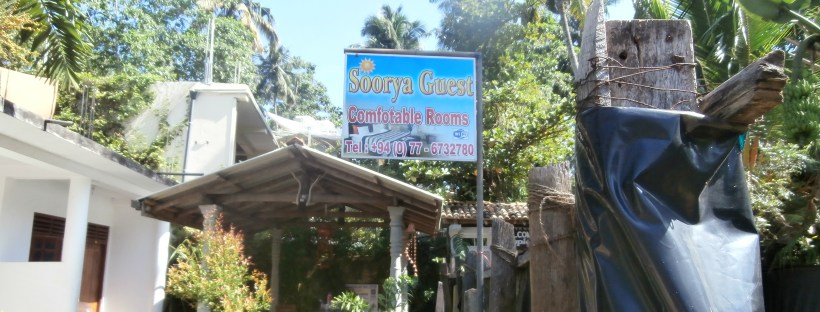 Soorya Guest
Comfotable Rooms
Tel: +94 (0) 77 - 6732780